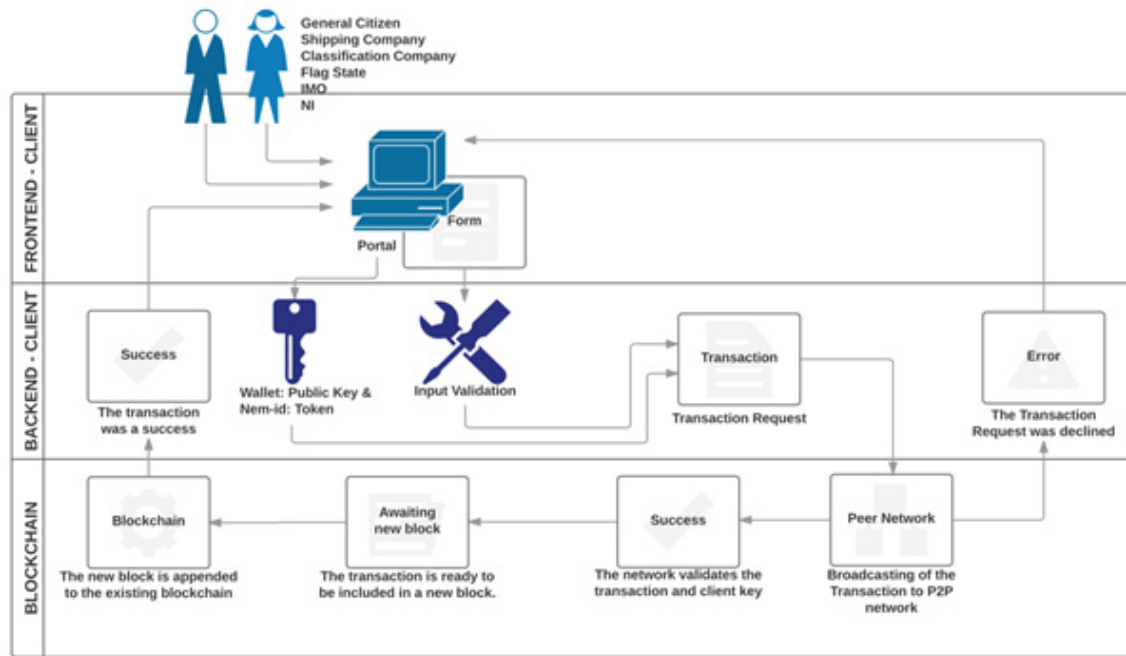 General Citizen
Shipping Company
Classification Company
Flag State
IMO
NI
FRONTEND - CLIENT
Form
Portal
BACKEND - CLIENT
Success
The transaction
was a success
Wallet: Public Key &
Nem-id: Token
Input Validation
Transaction
Transaction Request
Error
The Transaction
Request was declined
BLOCKCHAIN
Blockchain
The new block is appended
to the existing blockchain
Awaiting
new block
The transaction is ready to
be included in a new block.
Success
The network validates the
transaction and client key
Peer Network
Broadcasting of the
Transaction to P2P
network